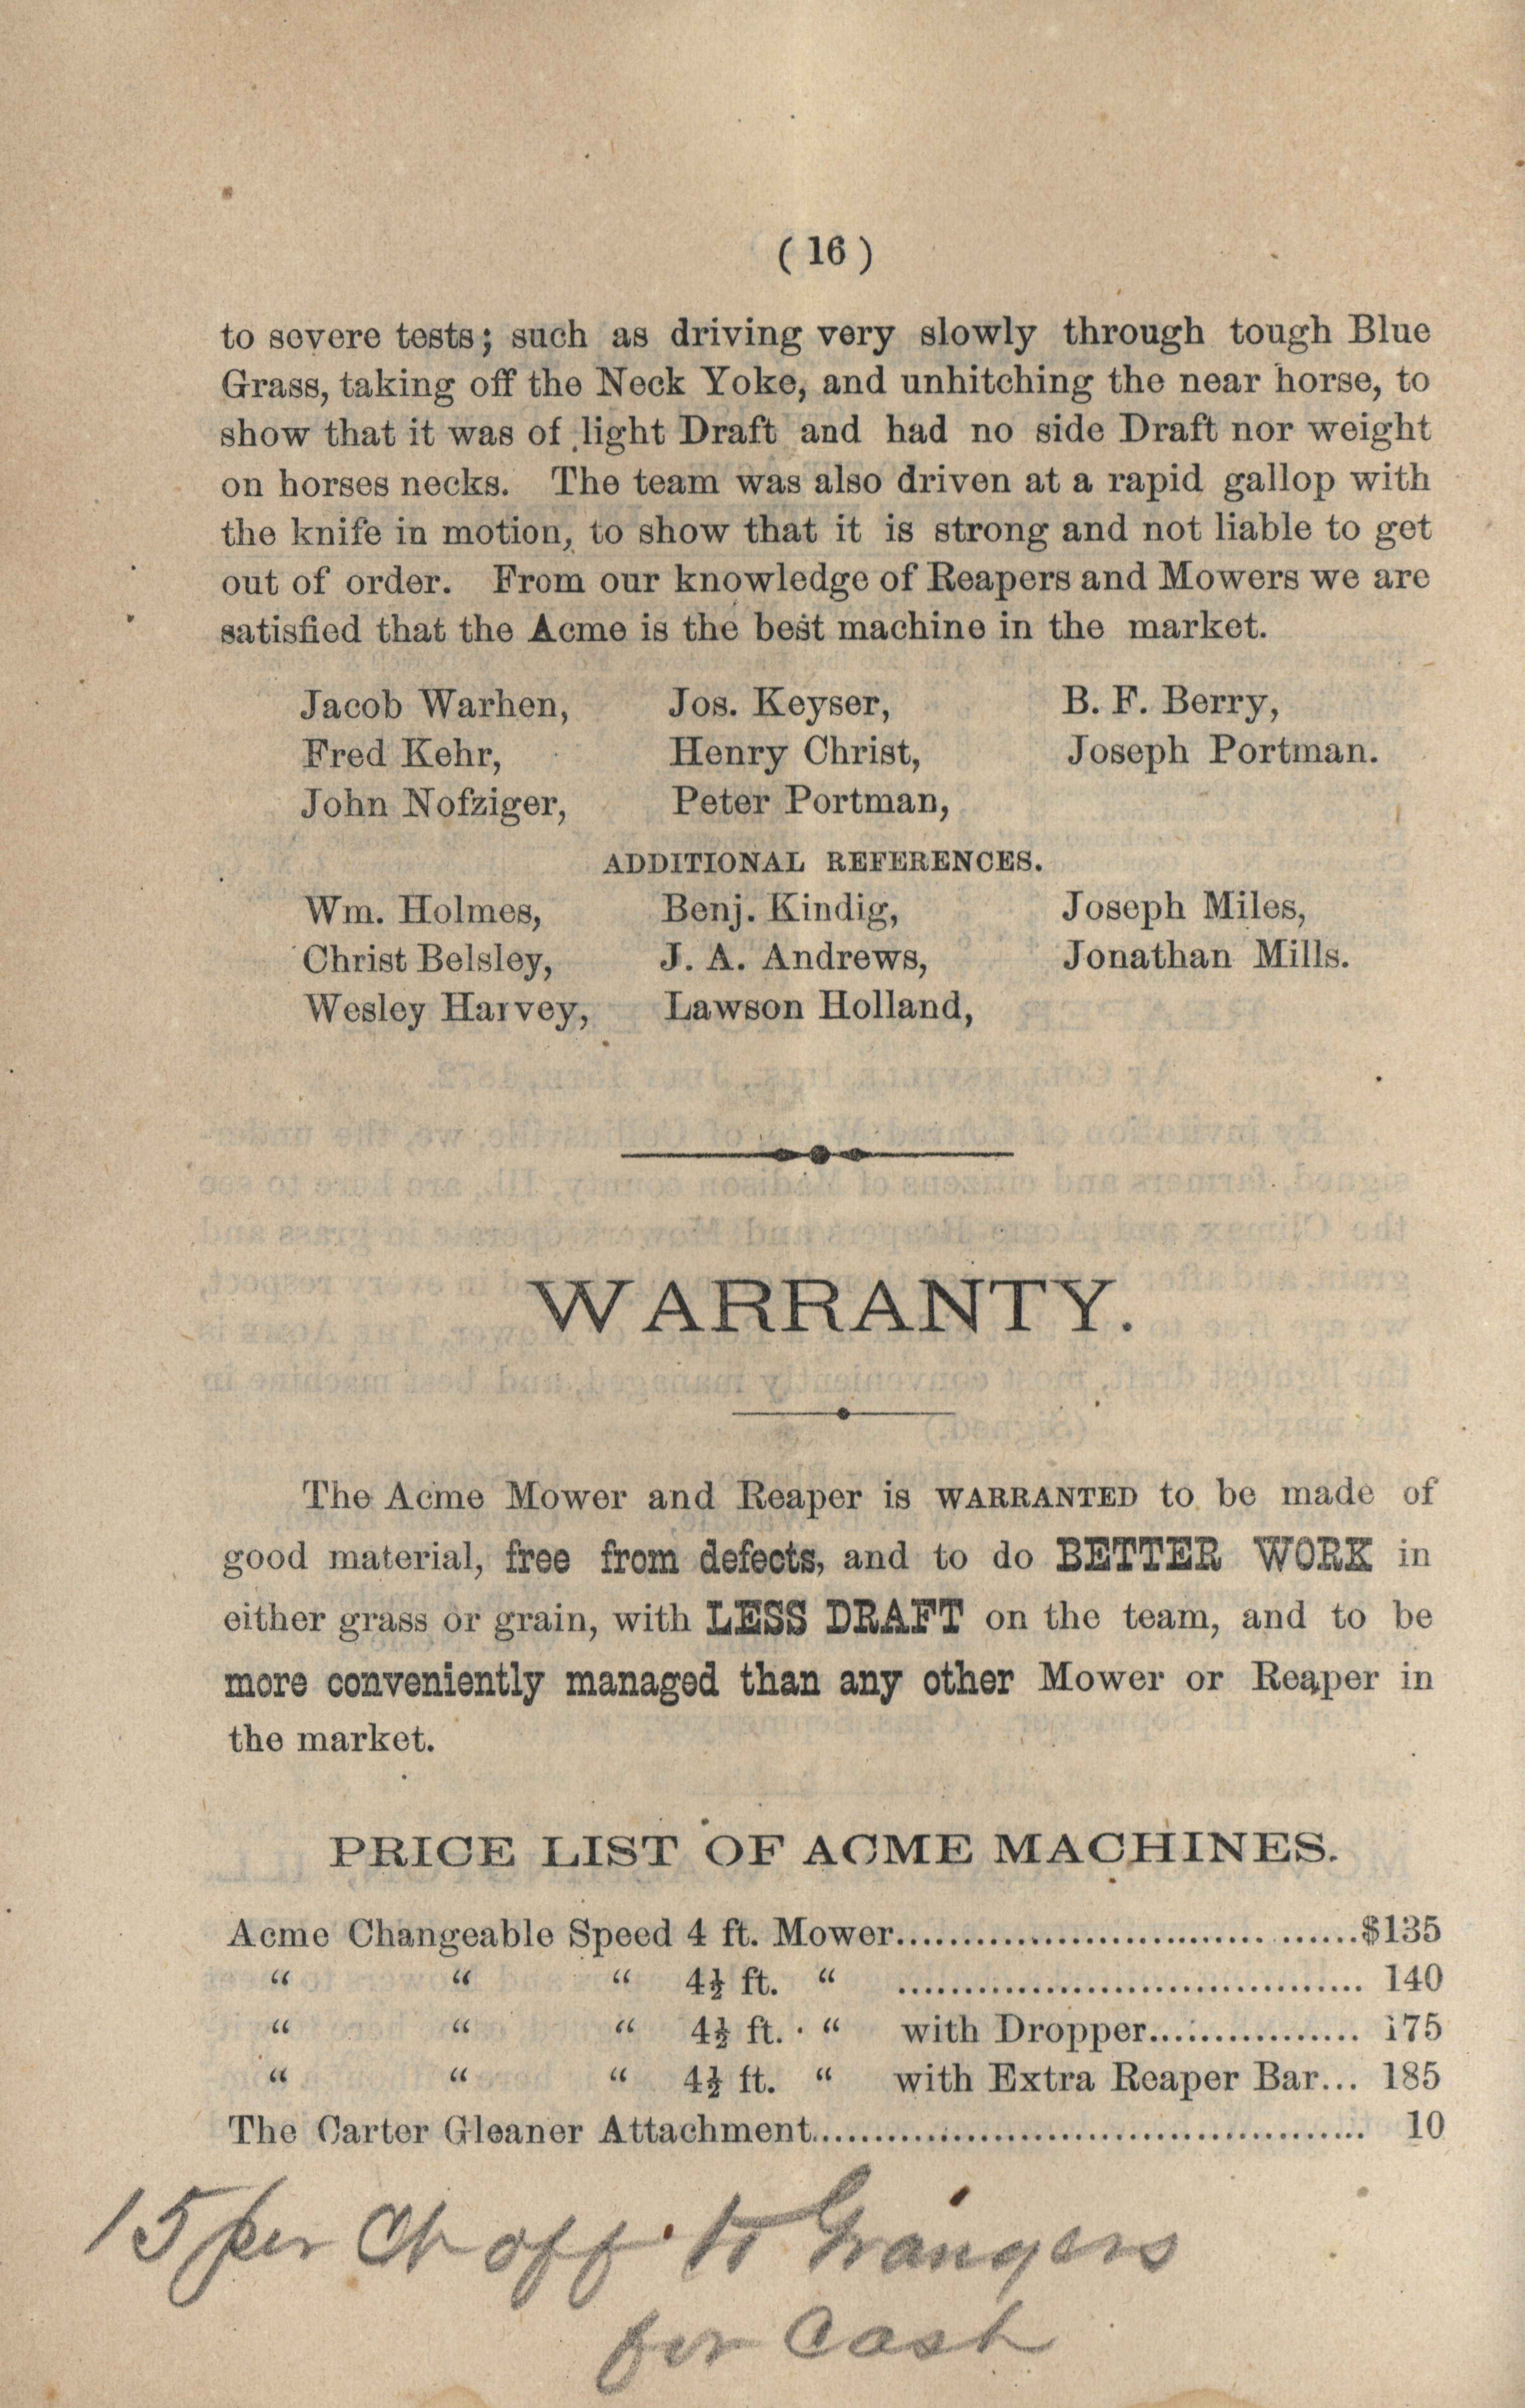 ( 16 )
to severe tests; such as driving very slowly through tough Blue
Grass, taking off the Neck Yoke, and unhitching the near horse, to
show that it was of light Draft and had no side Draft nor weight
on horses necks. The team was also driven at a rapid gallop with
the knife in motion, to show that it is strong and not liable to get
out of order. From our knowledge of Reapers and Mowers we are
satisfied that the Acme is the best machine in the market.
Jacob Warhen, Jos. Keyser, B. F. Berry,
Fred Kehr, Henry Christ, Joseph Portman.
John Nofziger, Peter Portman,
ADDITIONAL REFERENCES.
Wm. Holmes, Benj. Kindig, Joseph Miles,
Christ Belsley, J. A. Andrews, Jonathan Mills.
Wesley Harvey, Lawson Holland,
WARRANTY.
The Acme Mower and Reaper is WARRANTED to be made of
good material, free from defects, and to do BETTER WORK in
either grass or grain, with LESS DRAFT on the team, and to be
more conveniently managed than any other Mower or Reaper in
the market.
PRICE LIST OF ACME MACHINES.
Acme Changeable Speed 4 ft. Mower........................................$135
“ “ “ 4½ ft. “ .................................... 140
“ “ “ 4½ ft. “ with Dropper................. 175
“ “ “ 4½ ft. “ with Extra Reaper Bar... 185
The Carter Gleaner Attachment.......................................... 10
15 per Ct off to Grangers
for Cash